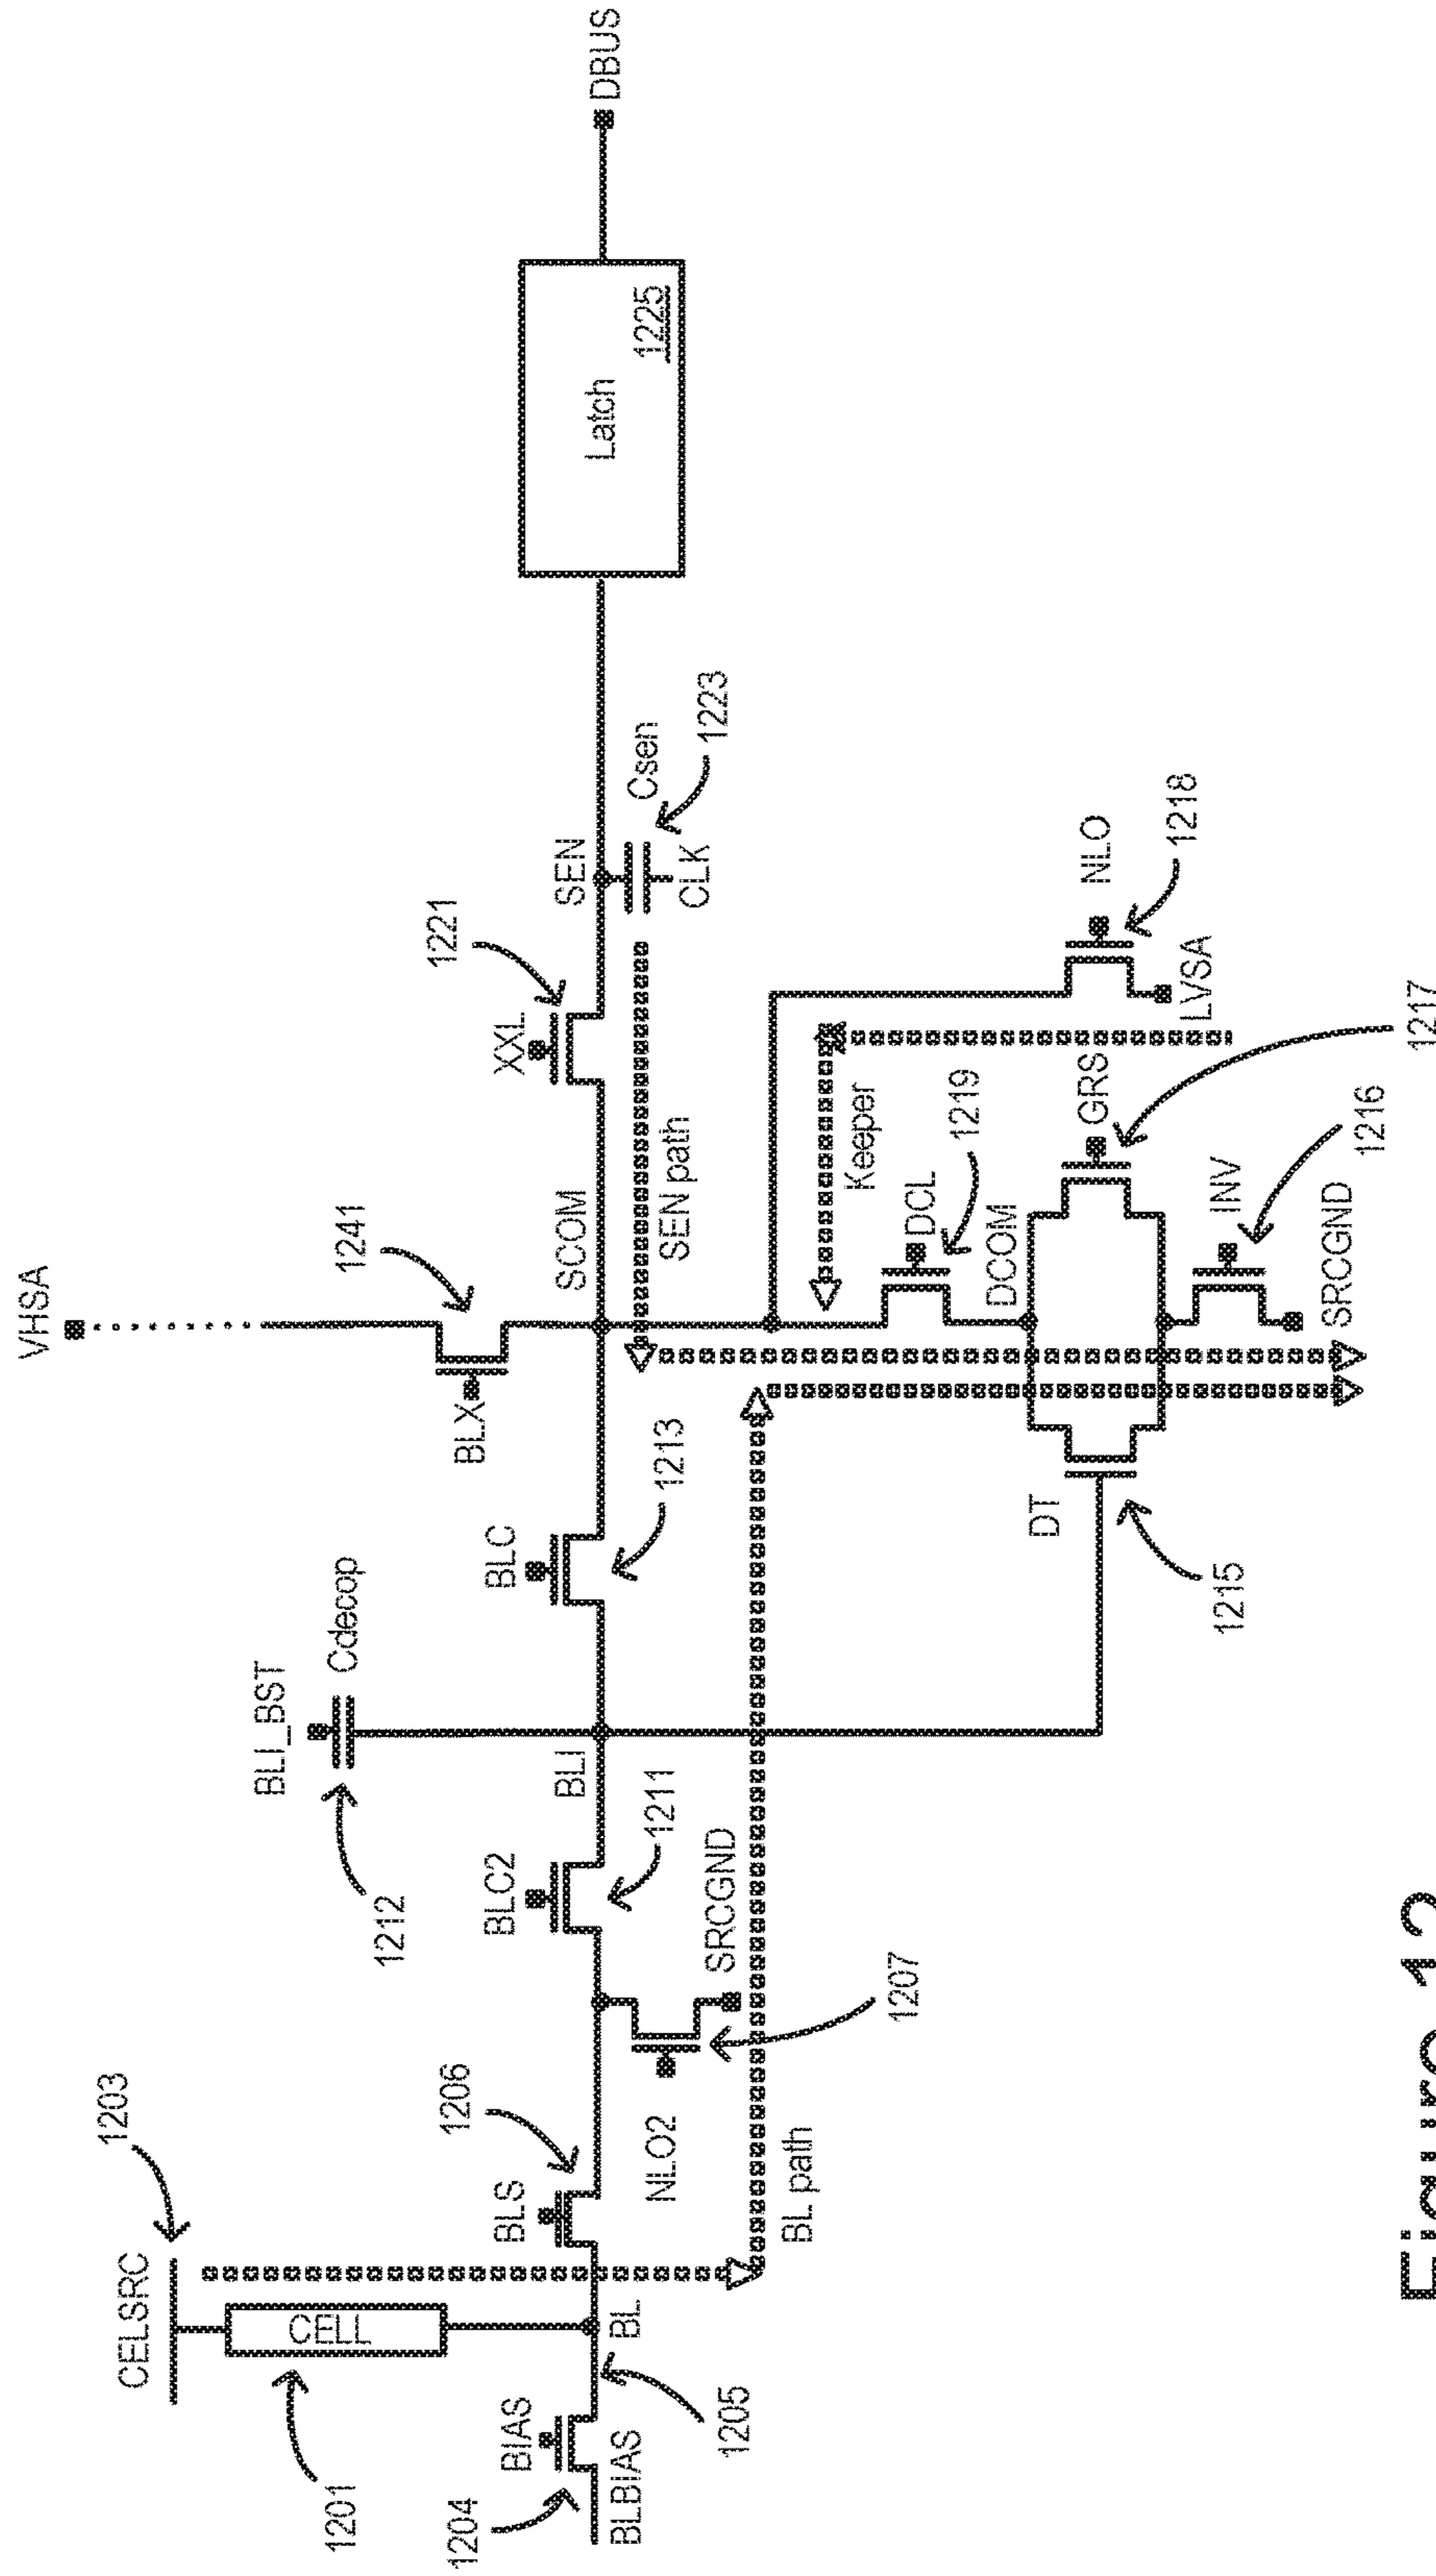 VHSA
1203
CELSRC
CELL
1201
BIAS
1204
BLBIAS
1205
BL
BLS
1206
NLO2
1207
SRCGND
BL path
BLC2
1211
1212
BLI_BST
Cdecop
BLI
BLC
1213
BLX
1241
SCOM
SEN path
XXL
1221
SEN
Csen
CLK
1223
Latch
1225
DBUS
Keeper
DCL
1219
DCOM
NLO
1218
LVSA
DT
1215
GRS
1217
INV
1216
SRCGND
Figure 12